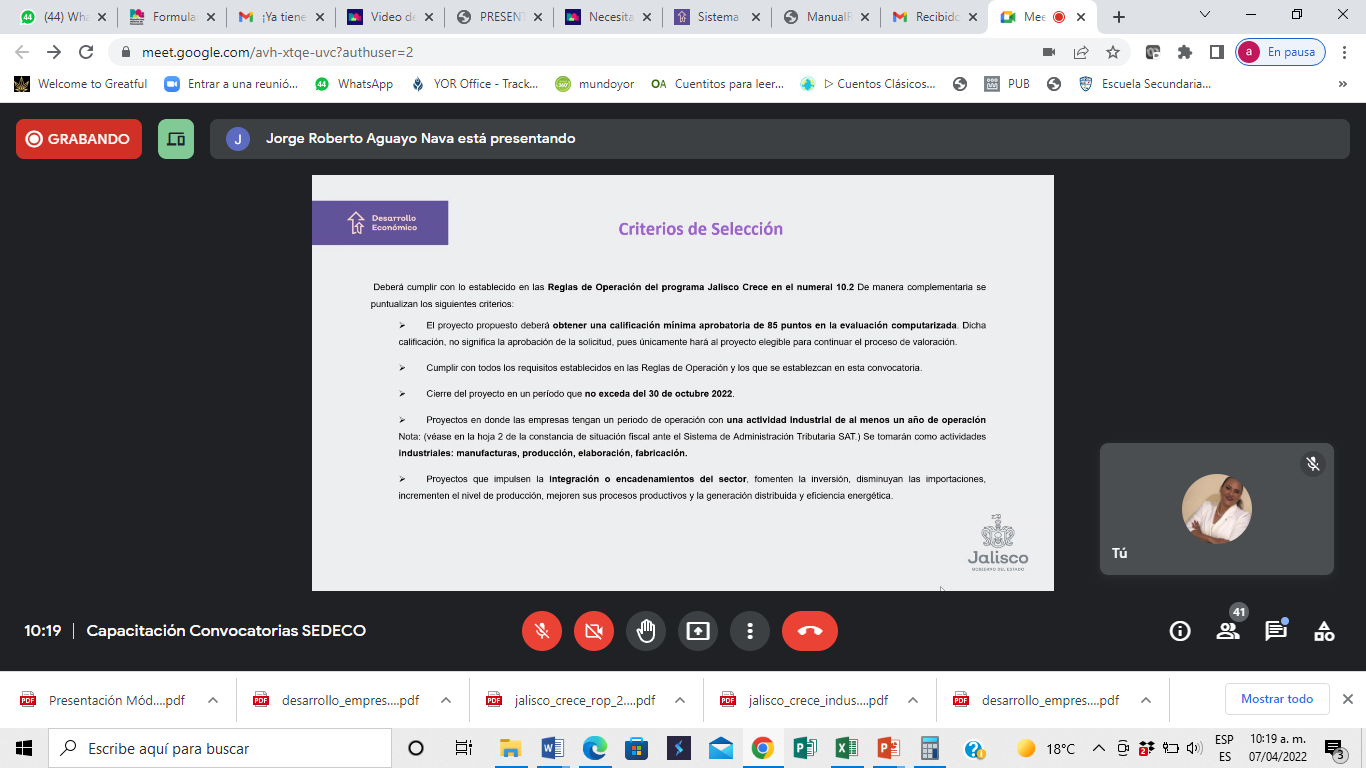 (44) Wha
Formula
¡Ya tiene
Video de
PRESENT
Necesita
Sistema
ManualF
Recibido
Mee
meet.google.com/avh-xtqe-uvc?authuser=2
a
En pausa
Welcome to Greatful
Entrar a una reunió...
44
WhatsApp
YOR Office - Track...
360°
mundoyor
OA
Cuentitos para leer...
▷ Cuentos Clásicos...
PUB
Escuela Secundaria...
»
GRABANDO
J
Jorge Roberto Aguayo Nava está presentando
Desarrollo
Económico
Criterios de Selección
Deberá cumplir con lo establecido en las Reglas de Operación del programa Jalisco Crece en el numeral 10.2 De manera complementaria se
puntualizan los siguientes criterios:
➢ El proyecto propuesto deberá obtener una calificación mínima aprobatoria de 85 puntos en la evaluación computarizada. Dicha
calificación, no significa la aprobación de la solicitud, pues únicamente hará al proyecto elegible para continuar el proceso de valoración.
➢ Cumplir con todos los requisitos establecidos en las Reglas de Operación y los que se establezcan en esta convocatoria.
➢ Cierre del proyecto en un período que no exceda del 30 de octubre 2022.
➢ Proyectos en donde las empresas tengan un periodo de operación con una actividad industrial de al menos un año de operación
Nota: (véase en la hoja 2 de la constancia de situación fiscal ante el Sistema de Administración Tributaria SAT.) Se tomarán como actividades
industriales: manufacturas, producción, elaboración, fabricación.
➢ Proyectos que impulsen la integración o encadenamientos del sector, fomenten la inversión, disminuyan las importaciones,
incrementen el nivel de producción, mejoren sus procesos productivos y la generación distribuida y eficiencia energética.
Jalisco
GOBIERNO DEL ESTADO
Tú
10:19 | Capacitación Convocatorias SEDECO
41
Presentación Mód....pdf
desarrollo_empres....pdf
jalisco_crece_rop_2....pdf
jalisco_crece_indus....pdf
desarrollo_empres....pdf
Mostrar todo
Escribe aquí para buscar
18°C
ESP
ES
10:19 a. m.
07/04/2022
3